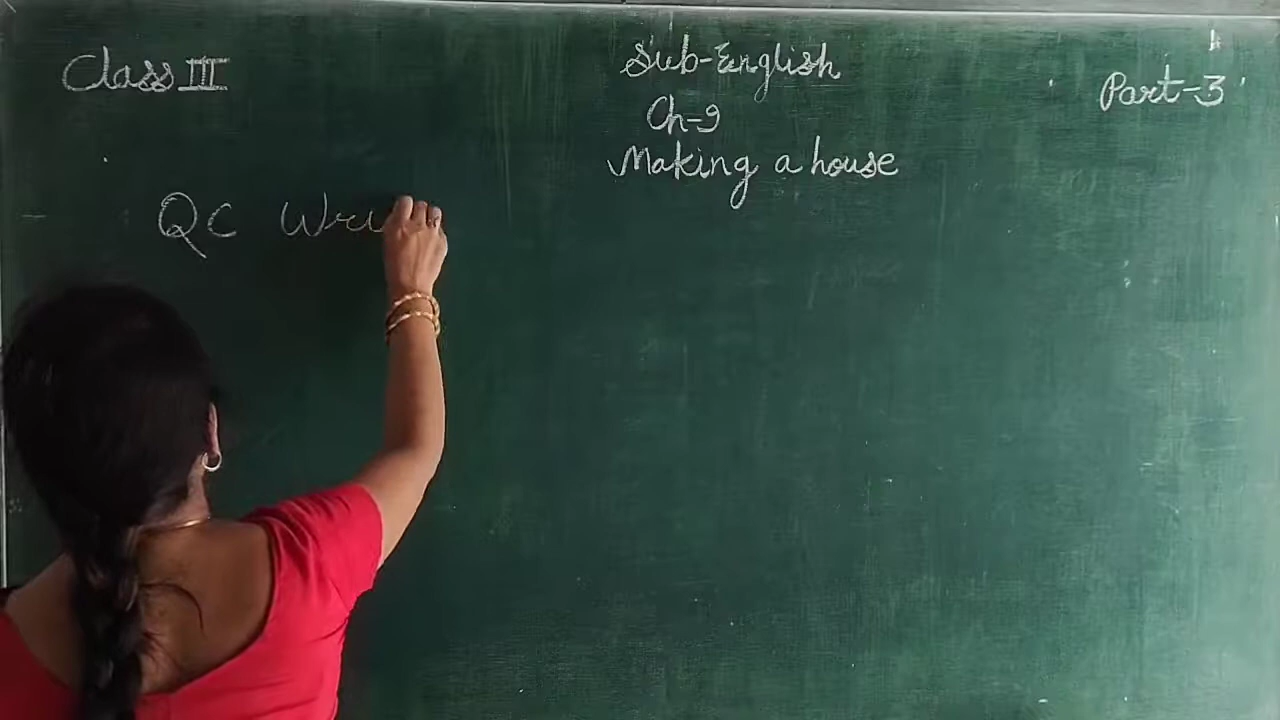 Class III
Sub-English
Part-3
Ch-9
Making a house
QC